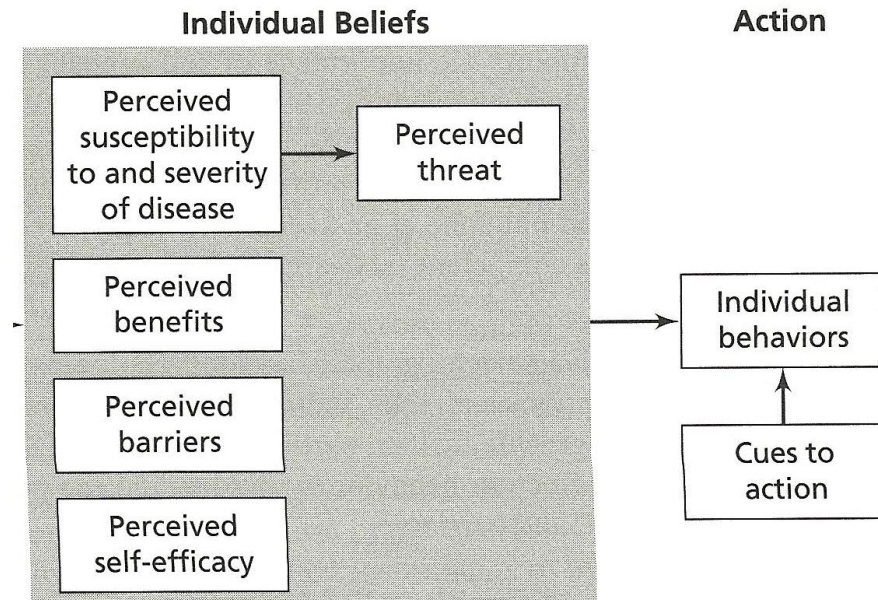 Individual Beliefs
Action
Perceived
susceptibility
to and severity
of disease
Perceived
threat
Perceived
benefits
Perceived
barriers
Perceived
self-efficacy
Individual
behaviors
Cues to
action